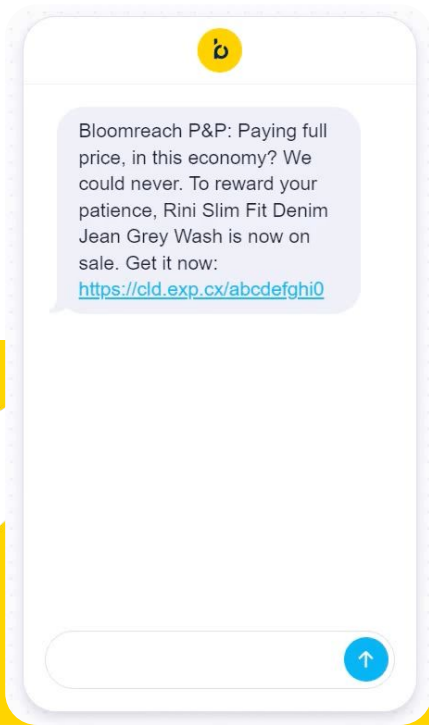 Bloomreach P&P: Paying full
price, in this economy? We
could never. To reward your
patience, Rini Slim Fit Denim
Jean Grey Wash is now on
sale. Get it now:
https://cld.exp.cx/abcdefghi0